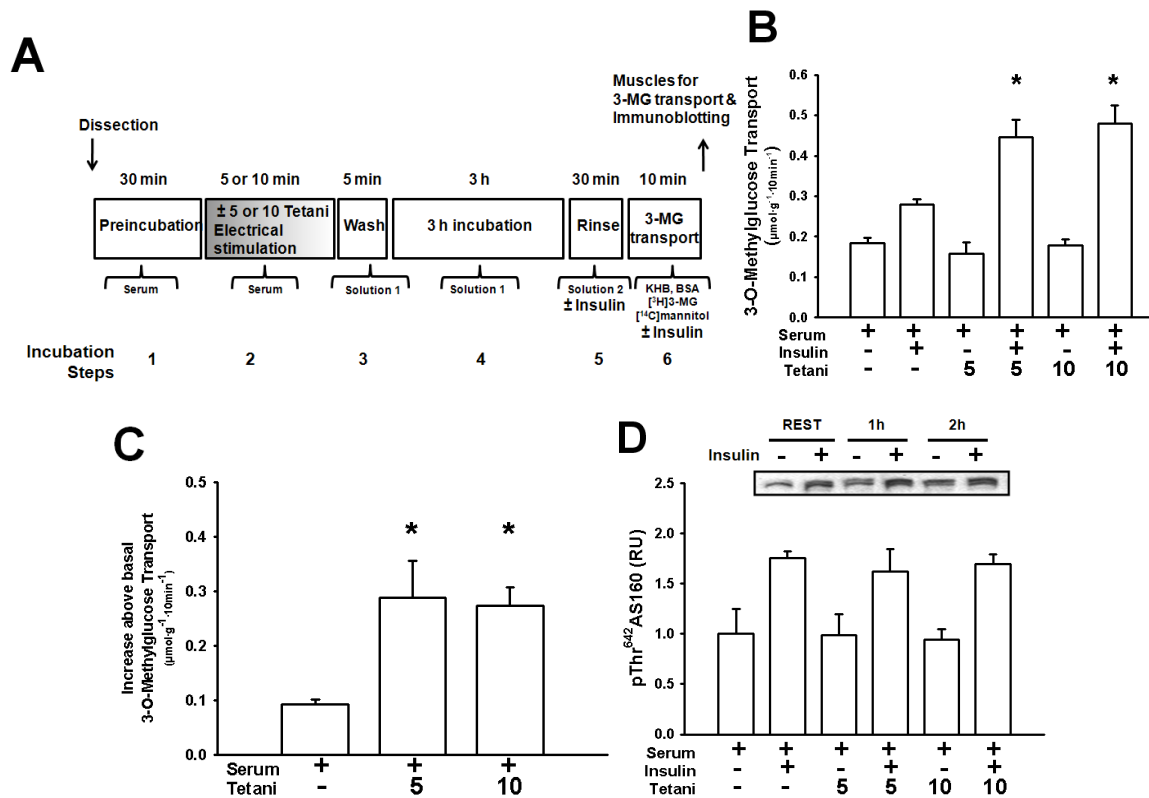 A
Dissection
Muscles for
3-MG transport &
Immunoblotting
30 min 5 or 10 min 5 min 3 h 30 min 10 min
Preincubation
± 5 or 10 Tetani
Electrical
stimulation
Wash
3 h incubation
Rinse
3-MG
transport
Serum
Serum
Solution 1
Solution 1
Solution 2
± Insulin
KHB, BSA
[³H]3-MG
[¹⁴C]mannitol
± Insulin
Incubation
Steps
1 2 3 4 5 6
B
3-O-Methylglucose Transport
(µmol·g⁻¹·10min⁻¹)
0.6
0.5
0.4
0.3
0.2
0.1
0.0
* *
Serum + + + + + +
Insulin - + - + - +
Tetani - - 5 5 10 10
C
Increase above basal
3-O-Methylglucose Transport
(µmol·g⁻¹·10min⁻¹)
0.5
0.4
0.3
0.2
0.1
0.0
* *
Serum + + +
Tetani - 5 10
D
REST 1h 2h
Insulin - + - + - +
pThr⁶⁴²AS160 (RU)
2.5
2.0
1.5
1.0
0.5
0.0
Serum + + + + + +
Insulin - + - + - +
Tetani - - 5 5 10 10